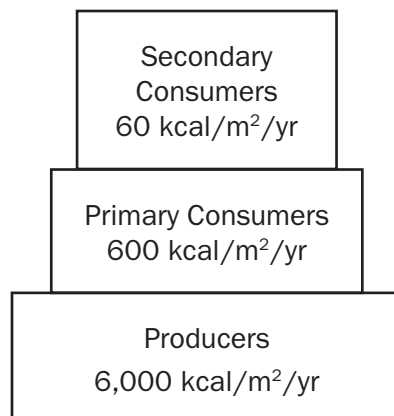 Secondary
Consumers
60 kcal/m²/yr
Primary Consumers
600 kcal/m²/yr
Producers
6,000 kcal/m²/yr